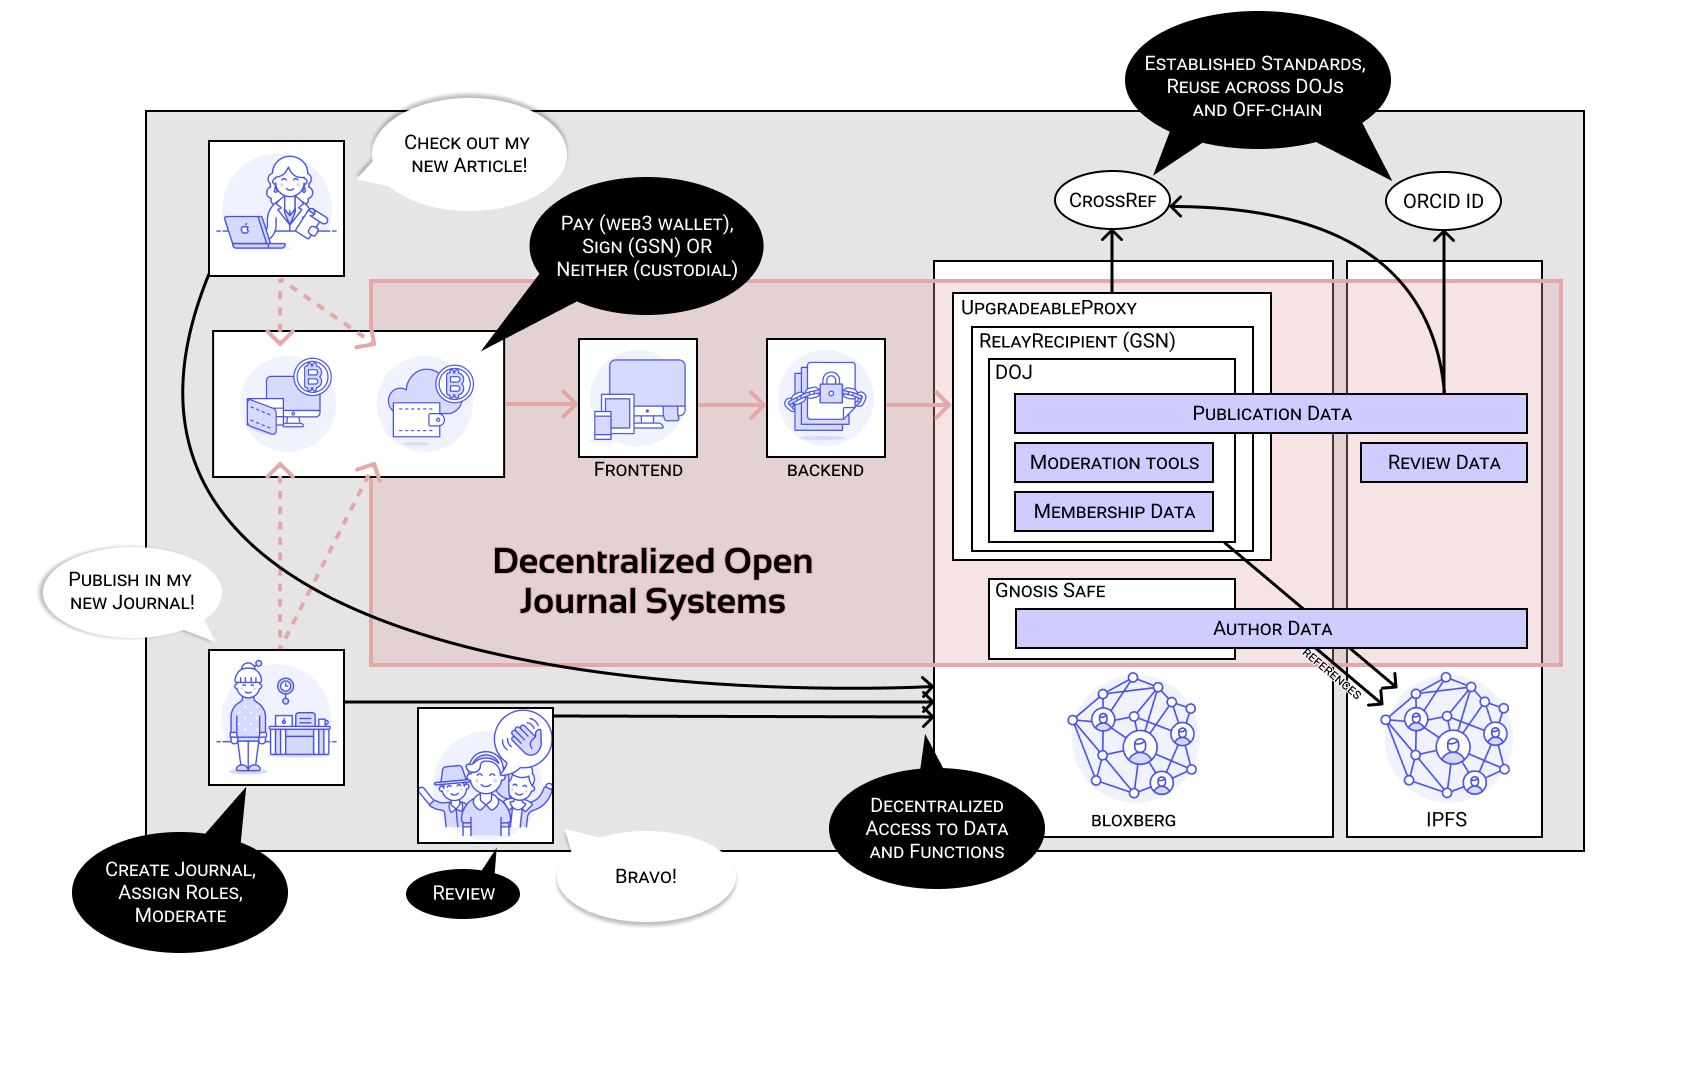 Established Standards,
Reuse across DOJs
and Off-chain
Check out my
new Article!
CrossRef
ORCID iD
Pay (web3 wallet),
Sign (GSN) OR
Neither (custodial)
UpgradeableProxy
RelayRecipient (GSN)
DOJ
Publication Data
Frontend
backend
Moderation tools
Review Data
Membership Data
Decentralized Open
Journal Systems
Publish in my
new Journal!
Gnosis Safe
Author Data
references
Decentralized
Access to Data
and Functions
bloxberg
IPFS
Create Journal,
Assign Roles,
Moderate
Review
Bravo!